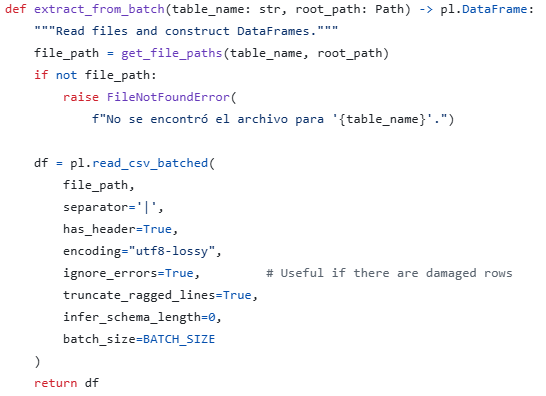 def extract_from_batch(table_name: str, root_path: Path) -> pl.DataFrame:
    """Read files and construct DataFrames."""
    file_path = get_file_paths(table_name, root_path)
    if not file_path:
        raise FileNotFoundError(
            f"No se encontró el archivo para '{table_name}'.")

    df = pl.read_csv_batched(
        file_path,
        separator='|',
        has_header=True,
        encoding="utf8-lossy",
        ignore_errors=True,         # Useful if there are damaged rows
        truncate_ragged_lines=True,
        infer_schema_length=0,
        batch_size=BATCH_SIZE
    )
    return df